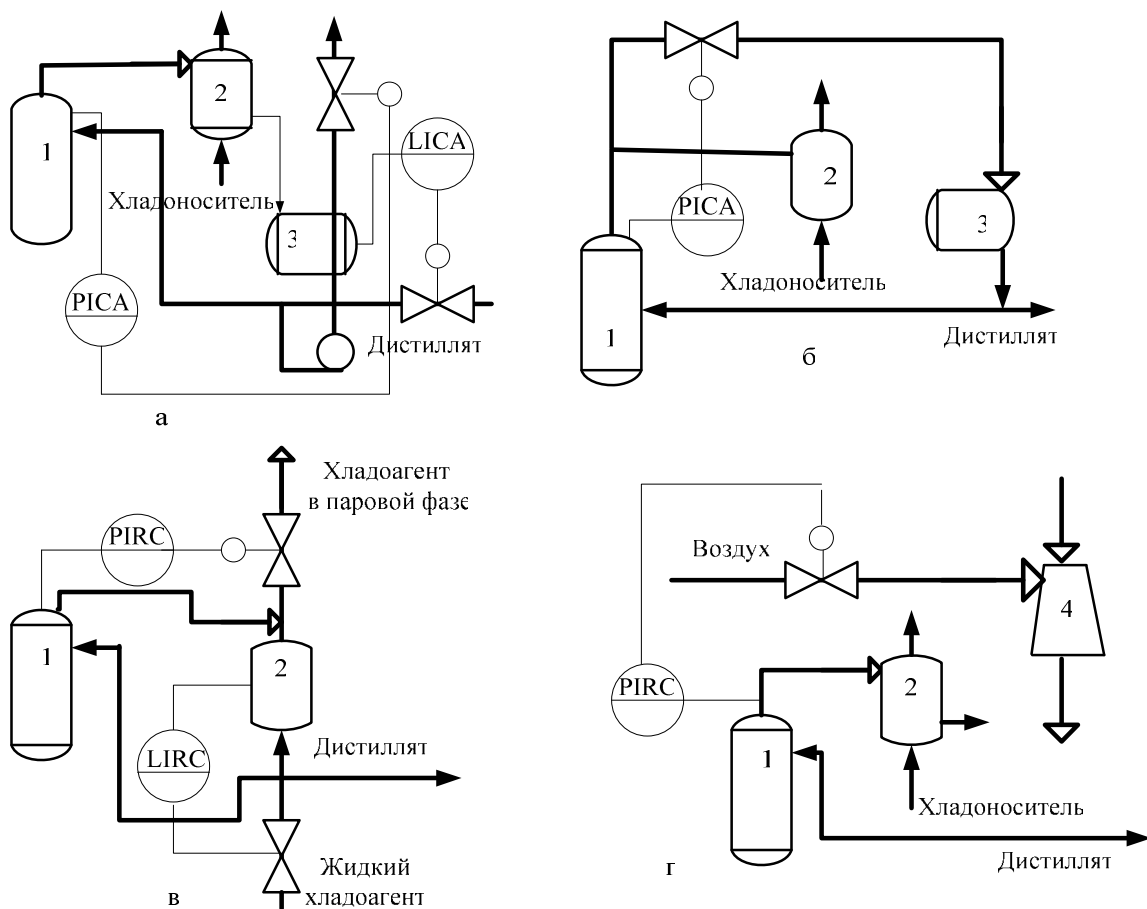 2
1
LICA
Хладоноситель
3
PICA
Дистиллят
а
2
PICA
3
Хладоноситель
1
Дистиллят
б
Хладоагент
в паровой фазе
PIRC
1
2
LIRC
Дистиллят
Жидкий
хладоагент
в
Воздух
4
PIRC
2
1
Хладоноситель
Дистиллят
г